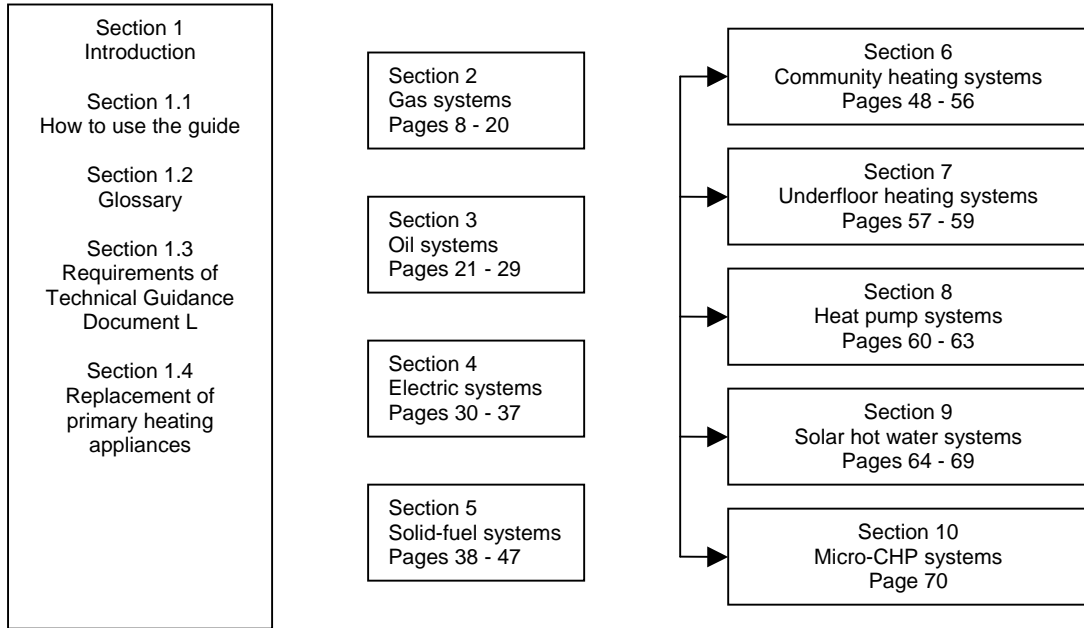 Section 1
Introduction
Section 1.1
How to use the guide
Section 1.2
Glossary
Section 1.3
Requirements of
Technical Guidance
Document L
Section 1.4
Replacement of
primary heating
appliances
Section 2
Gas systems
Pages 8 - 20
Section 3
Oil systems
Pages 21 - 29
Section 4
Electric systems
Pages 30 - 37
Section 5
Solid-fuel systems
Pages 38 - 47
Section 6
Community heating systems
Pages 48 - 56
Section 7
Underfloor heating systems
Pages 57 - 59
Section 8
Heat pump systems
Pages 60 - 63
Section 9
Solar hot water systems
Pages 64 - 69
Section 10
Micro-CHP systems
Page 70